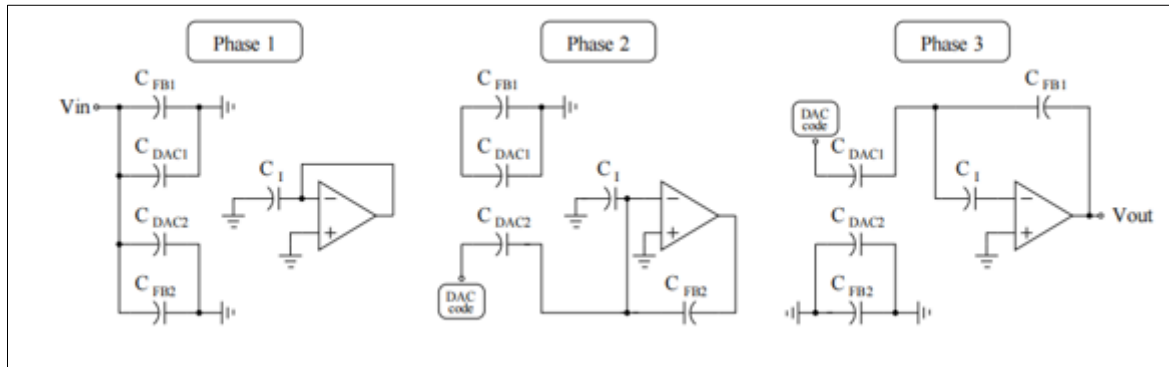 Phase 1
Phase 2
Phase 3
Vin
C FB1
C DAC1
C DAC2
C FB2
C I
−
+
C FB1
C DAC1
C I
C DAC2
DAC
code
−
+
C FB2
DAC
code
C DAC1
C FB1
C I
−
+
Vout
C DAC2
C FB2